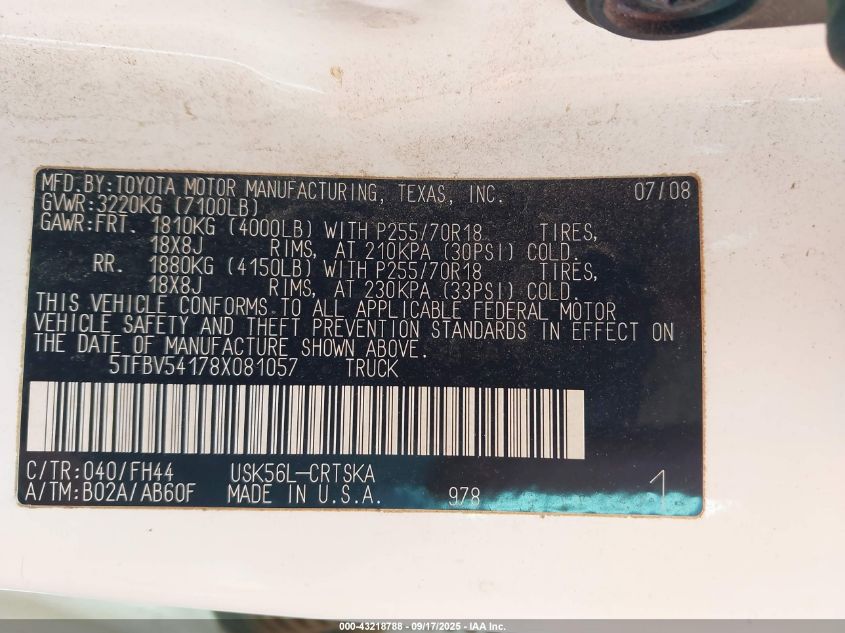 MFD.BY:TOYOTA MOTOR MANUFACTURING, TEXAS, INC. 07/08
GVWR:3220KG (7100LB)
GAWR:FRT. 1810KG (4000LB) WITH P255/70R18 TIRES,
18X8J RIMS, AT 210KPA (30PSI) COLD.
RR. 1880KG (4150LB) WITH P255/70R18 TIRES,
18X8J RIMS, AT 230KPA (33PSI) COLD.
THIS VEHICLE CONFORMS TO ALL APPLICABLE FEDERAL MOTOR
VEHICLE SAFETY AND THEFT PREVENTION STANDARDS IN EFFECT ON
THE DATE OF MANUFACTURE SHOWN ABOVE.
5TFBV54178X081057 TRUCK
C/TR:040/FH44 USK56L-CRTSKA
A/TM:B02A/AB60F MADE IN U.S.A. 978 1
000-43218788 - 09/17/2025 - IAA Inc.